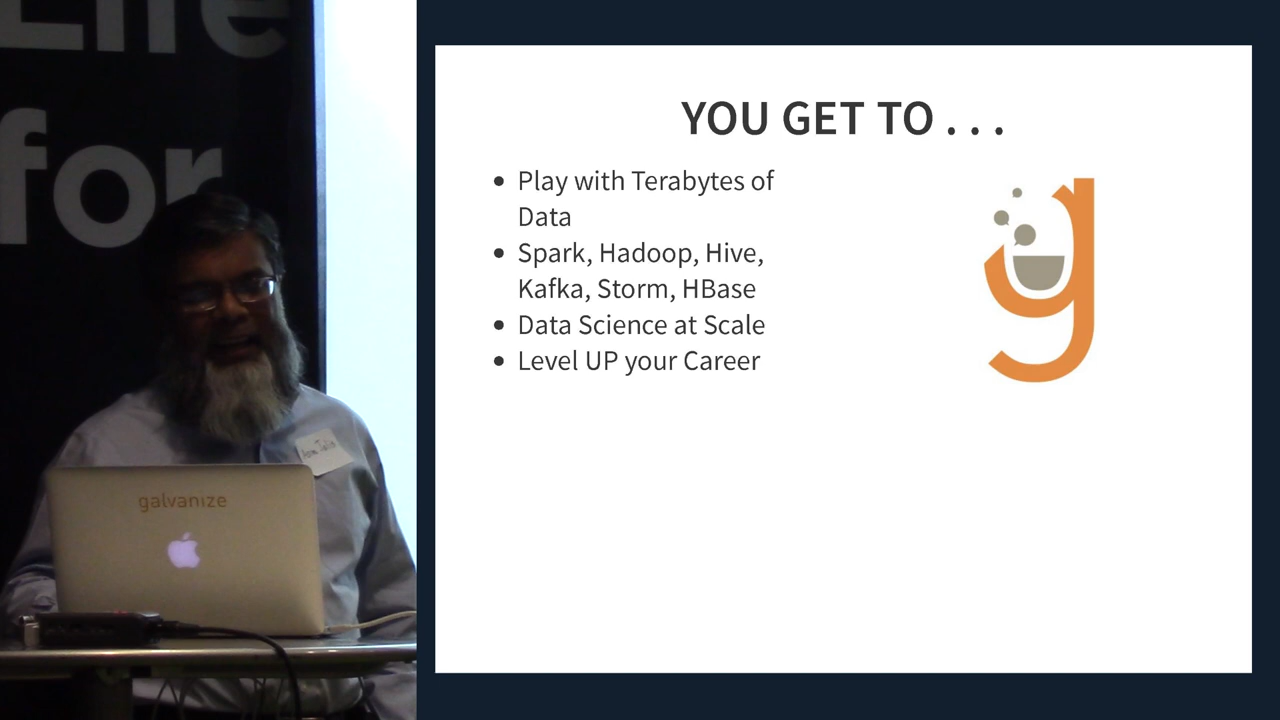 Life
for
galvanize
YOU GET TO . . .
Play with Terabytes of
Data
Spark, Hadoop, Hive,
Kafka, Storm, HBase
Data Science at Scale
Level UP your Career
g